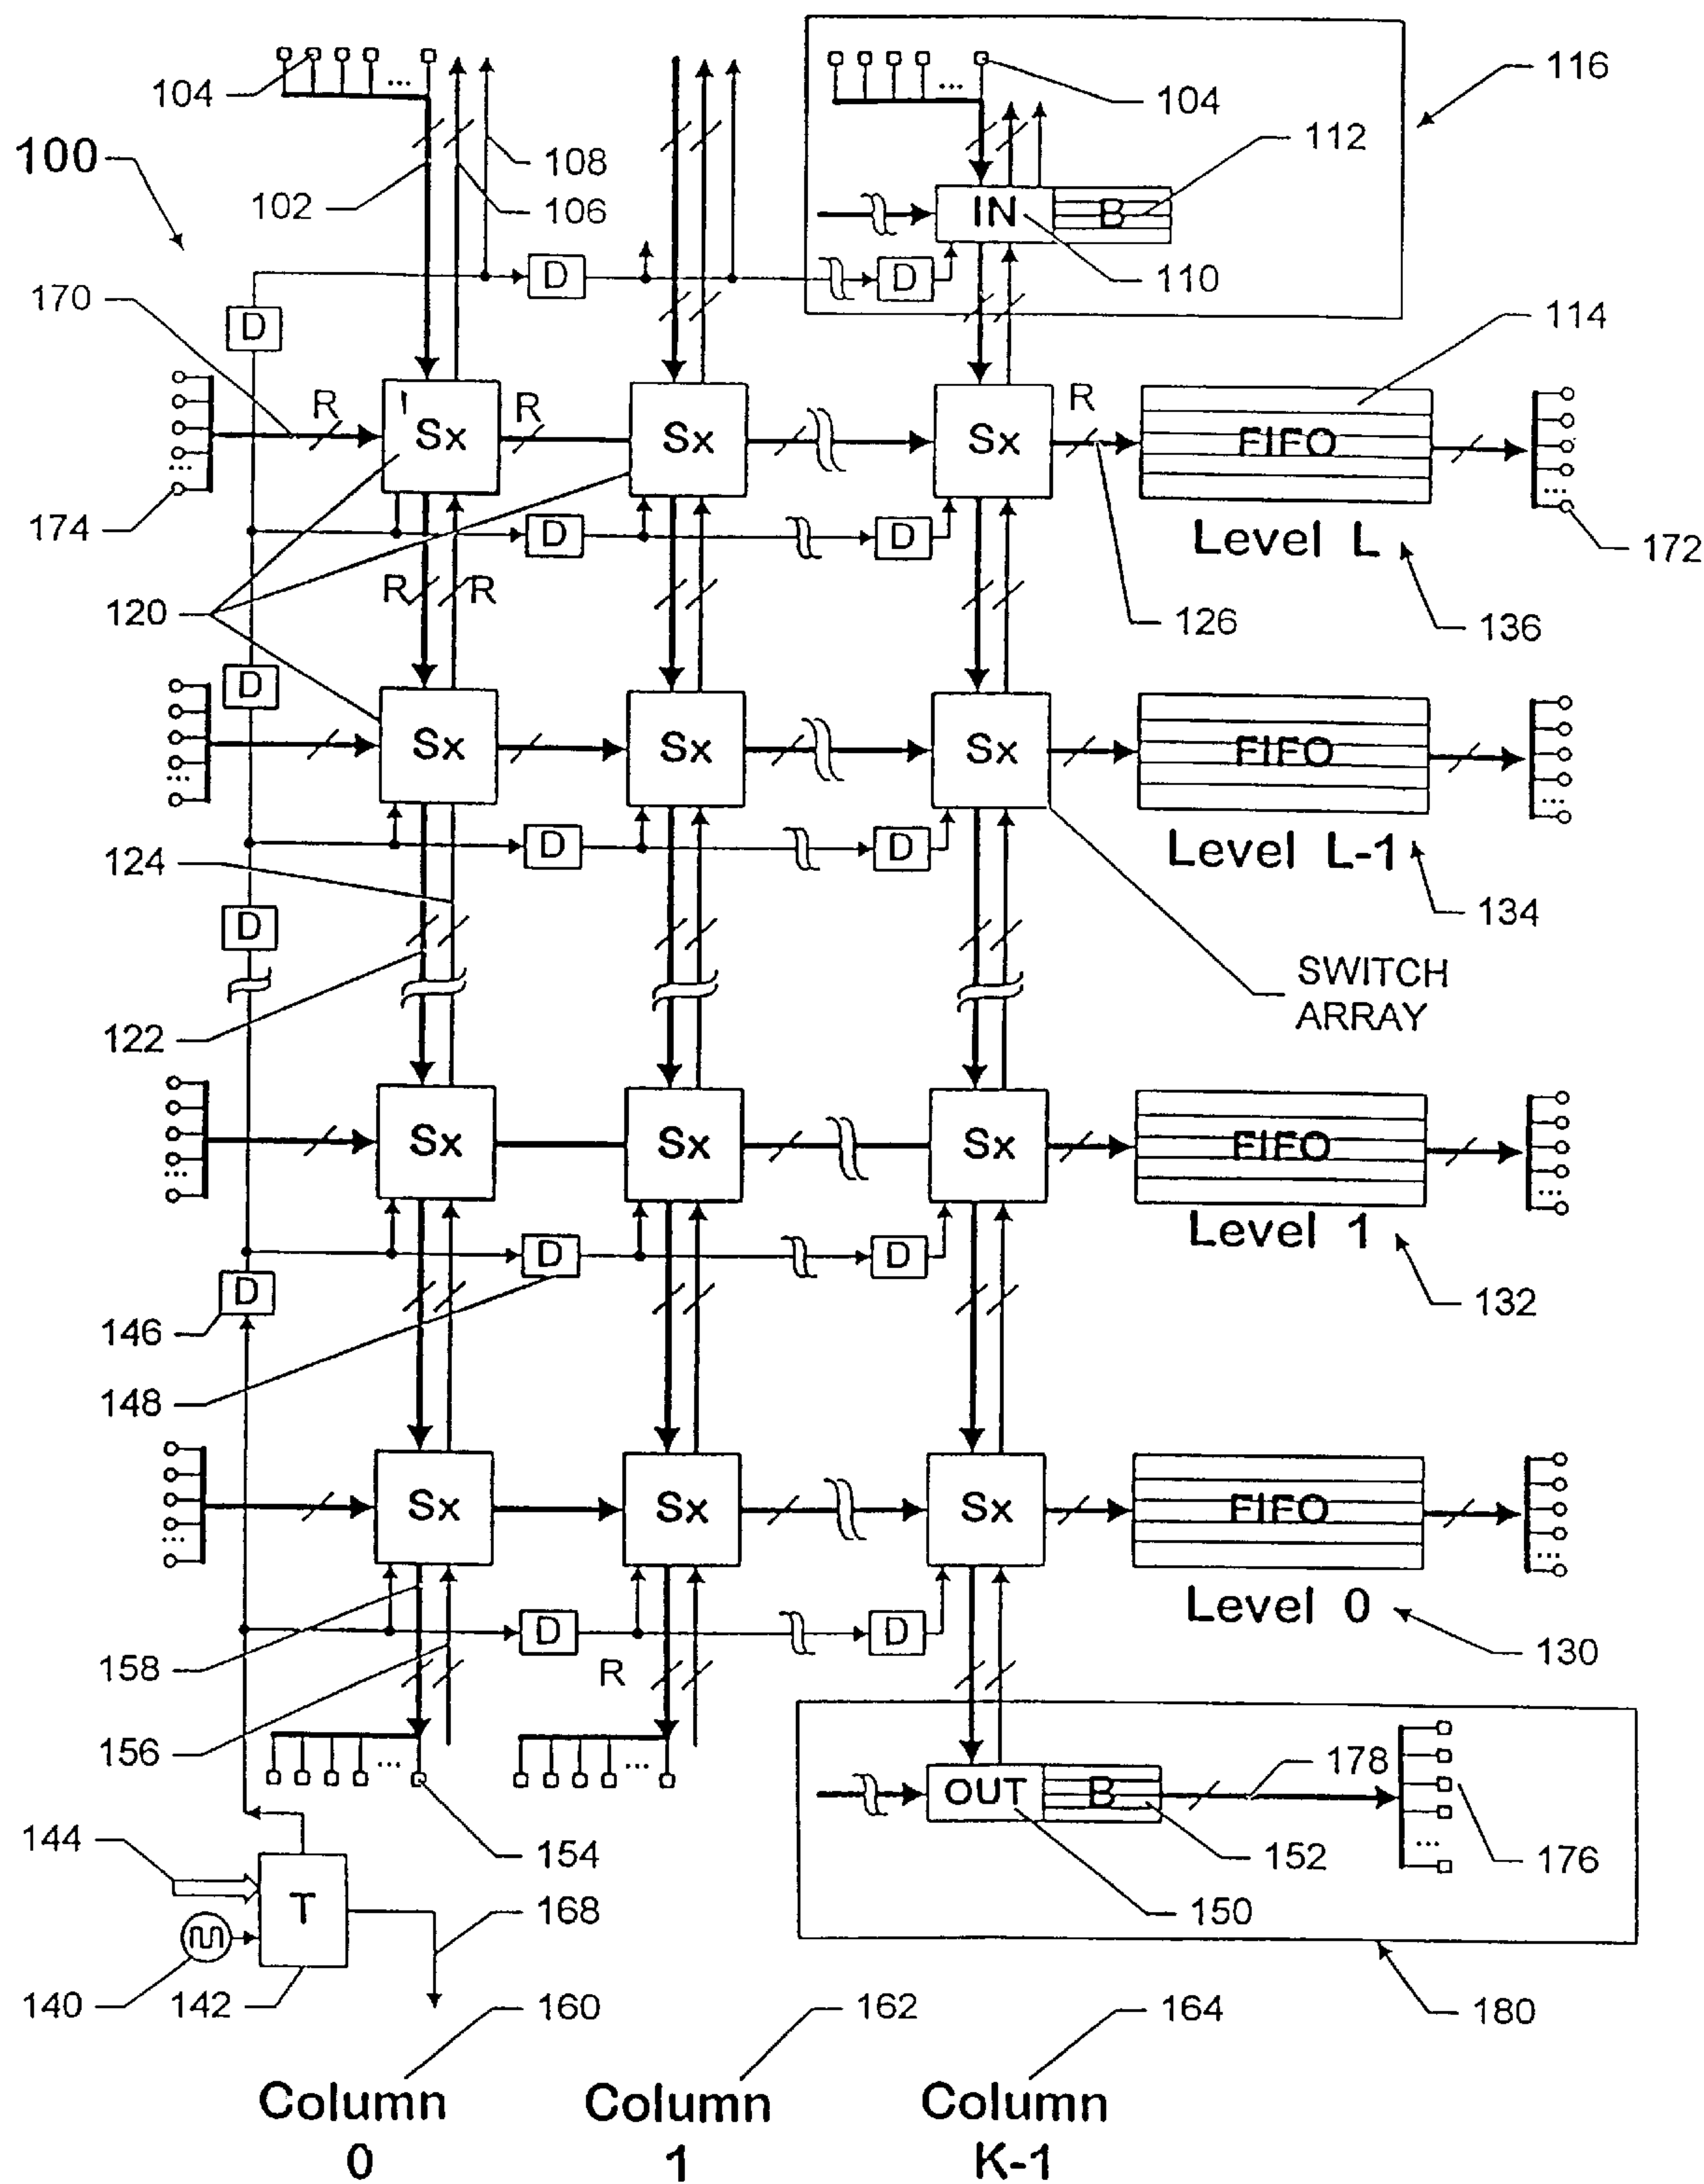 116
104
104
112
100
108
102
106
IN
B
D
D
110
170
D
114
R
R
R
Sx
Sx
Sx
FIFO
174
D
D
Level L
172
R
R
120
126
136
D
Sx
Sx
Sx
FIFO
D
D
Level L-1
124
134
D
SWITCH
ARRAY
122
Sx
Sx
Sx
FIFO
Level 1
D
D
D
132
146
148
Sx
Sx
Sx
FIFO
Level 0
D
D
130
158
R
156
178
OUT
B
144
154
152
176
T
168
150
140
142
160
162
164
180
Column
0
Column
1
Column
K-1